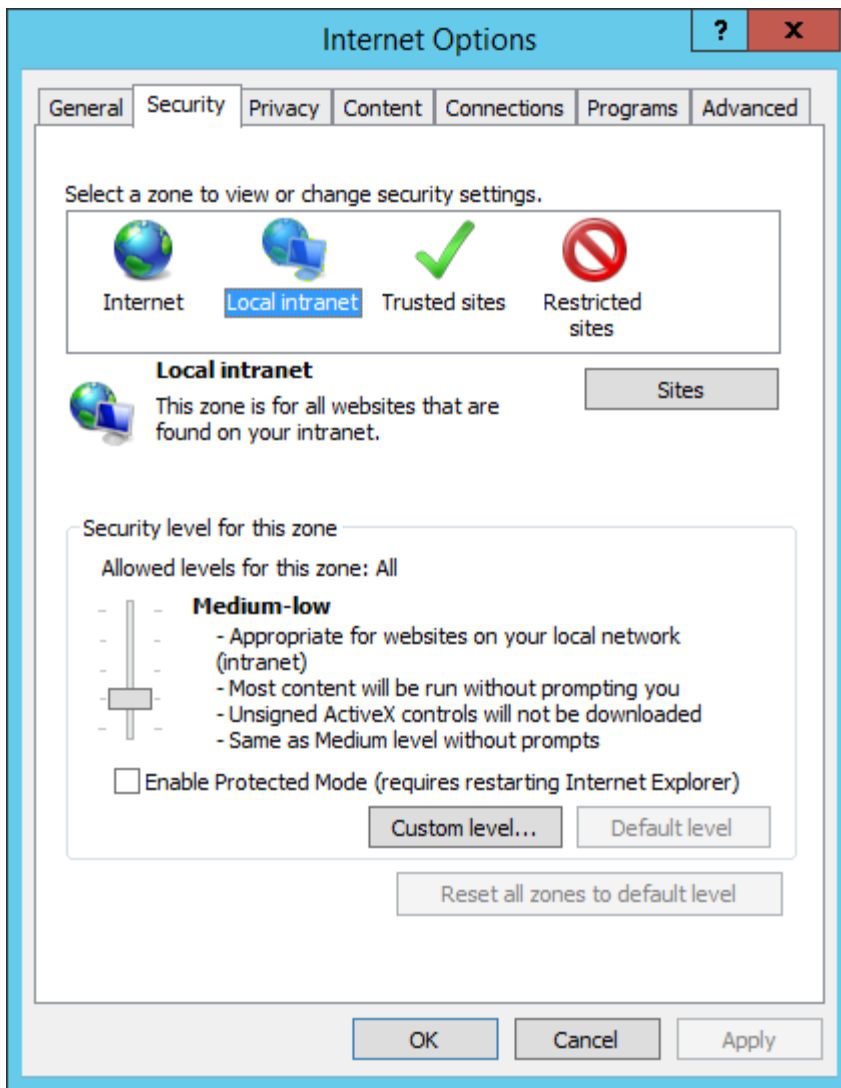 Internet Options
?
x
General Security Privacy Content Connections Programs Advanced
Select a zone to view or change security settings.
Internet Local intranet Trusted sites Restricted
sites
Local intranet
Sites
This zone is for all websites that are
found on your intranet.
Security level for this zone
Allowed levels for this zone: All
Medium-low
- Appropriate for websites on your local network
(intranet)
- Most content will be run without prompting you
- Unsigned ActiveX controls will not be downloaded
- Same as Medium level without prompts
Enable Protected Mode (requires restarting Internet Explorer)
Custom level... Default level
Reset all zones to default level
OK Cancel Apply